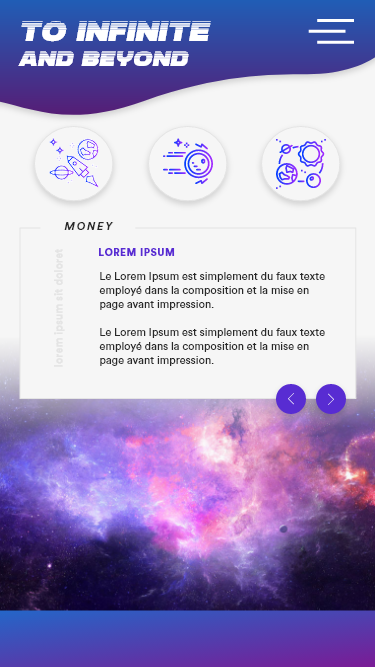 TO INFINITE
AND BEYOND
MONEY
lorem ipsum sit doloret
LOREM IPSUM
Le Lorem Ipsum est simplement du faux texte
employé dans la composition et la mise en
page avant impression.
Le Lorem Ipsum est simplement du faux texte
employé dans la composition et la mise en
page avant impression.